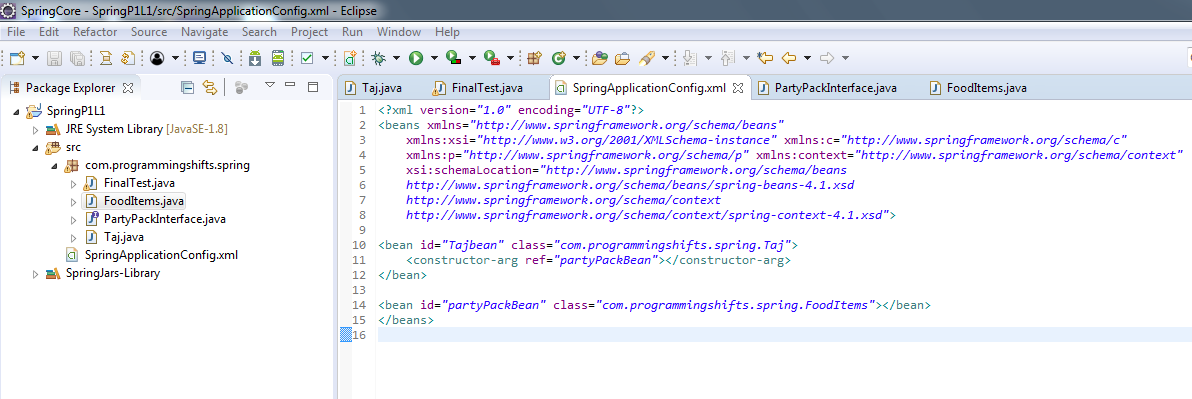 SpringCore - SpringP1L1/src/SpringApplicationConfig.xml - Eclipse
File Edit Refactor Source Navigate Search Project Run Window Help
Package Explorer
SpringP1L1
JRE System Library [JavaSE-1.8]
src
com.programmingshifts.spring
FinalTest.java
FoodItems.java
PartyPackInterface.java
Taj.java
SpringApplicationConfig.xml
SpringJars-Library
Taj.java FinalTest.java SpringApplicationConfig.xml PartyPackInterface.java FoodItems.java
1 <?xml version="1.0" encoding="UTF-8"?>
2 <beans xmlns="http://www.springframework.org/schema/beans"
3 xmlns:xsi="http://www.w3.org/2001/XMLSchema-instance" xmlns:c="http://www.springframework.org/schema/c"
4 xmlns:p="http://www.springframework.org/schema/p" xmlns:context="http://www.springframework.org/schema/context"
5 xsi:schemaLocation="http://www.springframework.org/schema/beans
6 http://www.springframework.org/schema/beans/spring-beans-4.1.xsd
7 http://www.springframework.org/schema/context
8 http://www.springframework.org/schema/context/spring-context-4.1.xsd">
9
10 <bean id="Tajbean" class="com.programmingshifts.spring.Taj">
11 <constructor-arg ref="partyPackBean"></constructor-arg>
12 </bean>
13
14 <bean id="partyPackBean" class="com.programmingshifts.spring.FoodItems"></bean>
15 </beans>
16